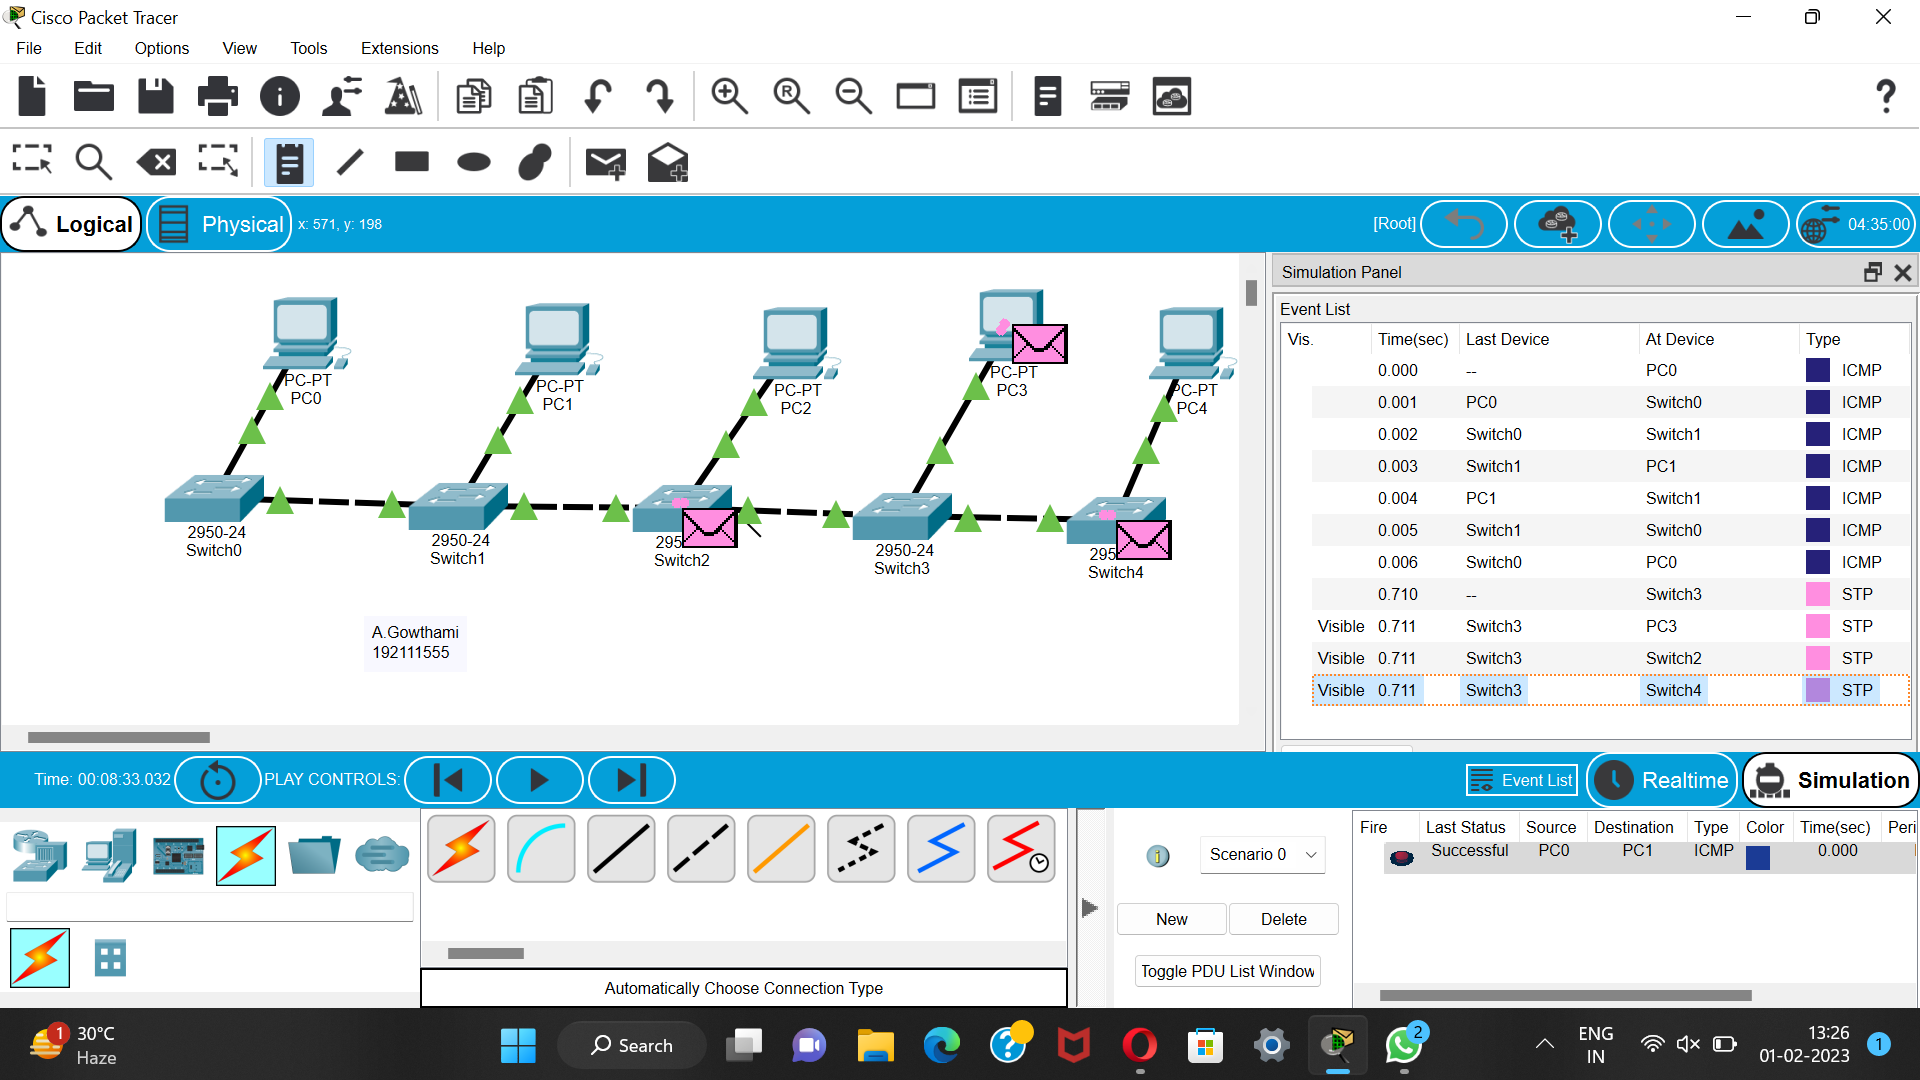 Cisco Packet Tracer
File Edit Options View Tools Extensions Help
Logical Physical x: 571, y: 198 [Root] 04:35:00
Simulation Panel
Event List
Vis. Time(sec) Last Device At Device Type
0.000 -- PC0 ICMP
0.001 PC0 Switch0 ICMP
0.002 Switch0 Switch1 ICMP
0.003 Switch1 PC1 ICMP
0.004 PC1 Switch1 ICMP
0.005 Switch1 Switch0 ICMP
0.006 Switch0 PC0 ICMP
0.710 -- Switch3 STP
Visible 0.711 Switch3 PC3 STP
Visible 0.711 Switch3 Switch2 STP
Visible 0.711 Switch3 Switch4 STP
PC-PT
PC0
PC-PT
PC1
PC-PT
PC2
PC-PT
PC3
PC-PT
PC4
2950-24
Switch0
2950-24
Switch1
295
Switch2
2950-24
Switch3
295
Switch4
A.Gowthami
192111555
Time: 00:08:33.032 PLAY CONTROLS: Event List Realtime Simulation
Scenario 0
New Delete
Toggle PDU List Window
Fire Last Status Source Destination Type Color Time(sec) Peri
Successful PC0 PC1 ICMP 0.000
Automatically Choose Connection Type
1
30°C
Haze
Search
2
ENG
IN
13:26
01-02-2023
1